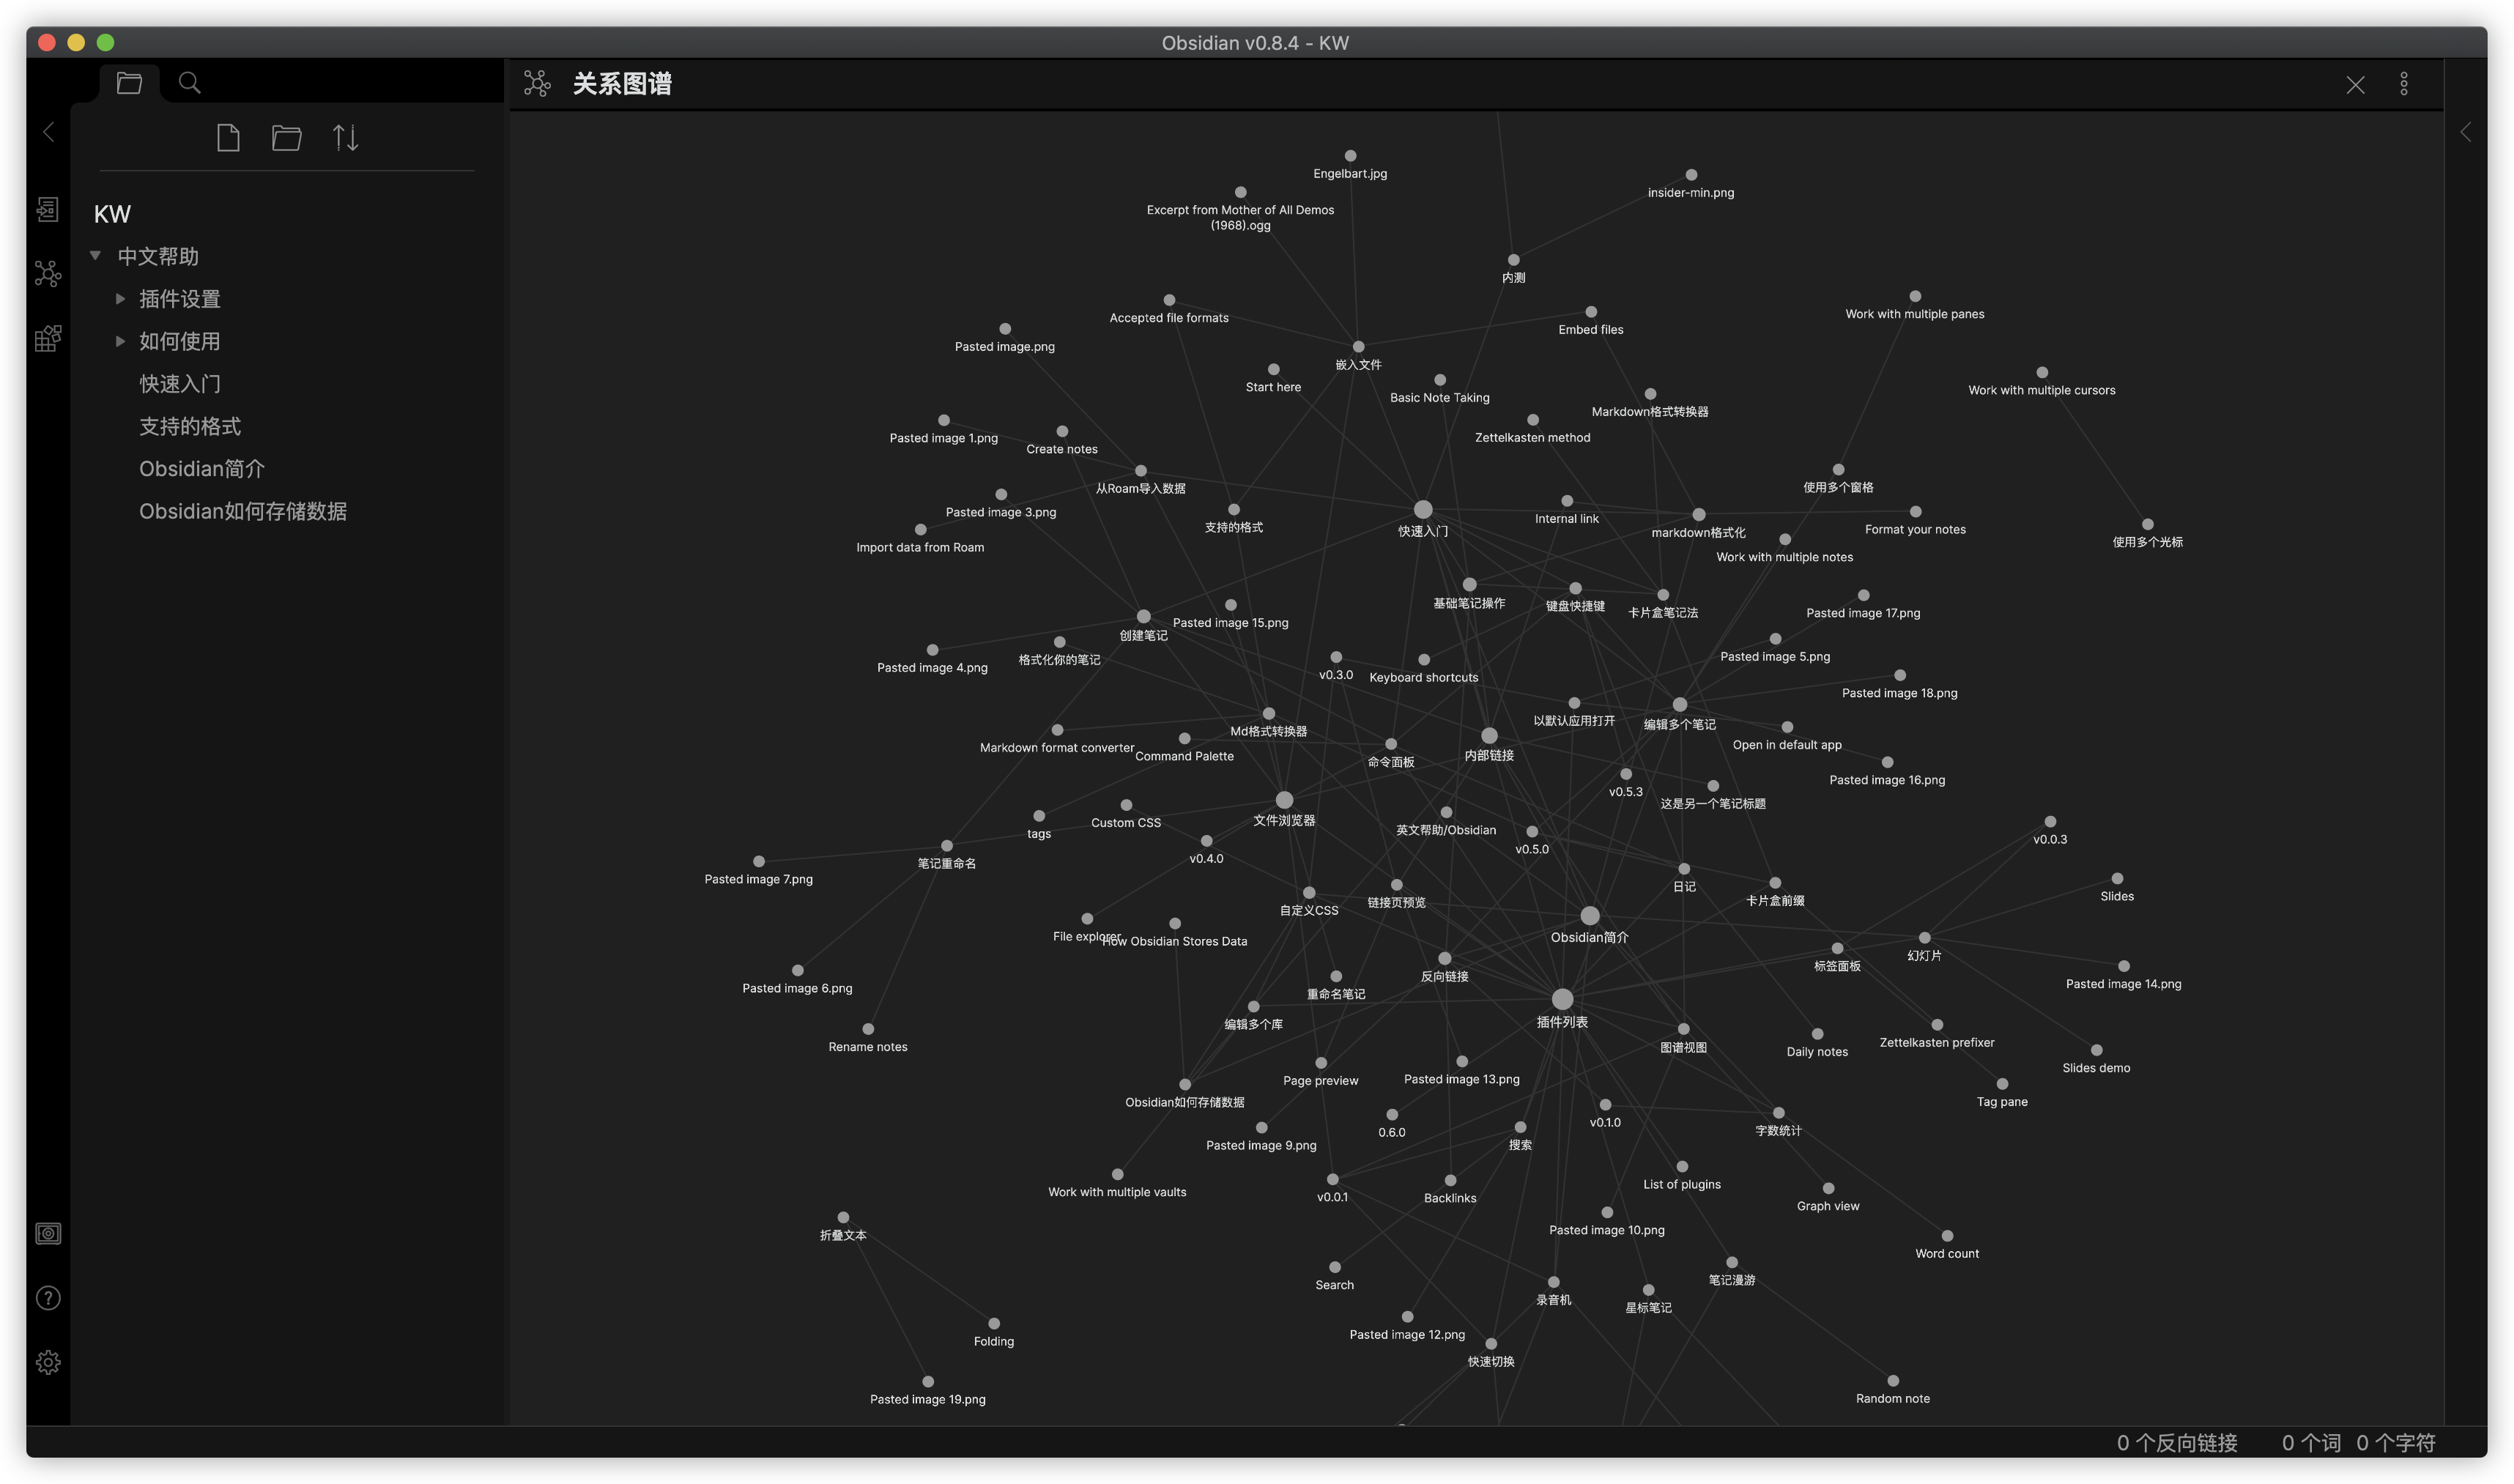 Obsidian v0.8.4 - KW
关系图谱
KW
中文帮助
插件设置
如何使用
快速入门
支持的格式
Obsidian简介
Obsidian如何存储数据
Engelbart.jpg
insider-min.png
Excerpt from Mother of All Demos
(1968).ogg
内测
Work with multiple panes
Accepted file formats
Embed files
Pasted image.png
嵌入文件
Start here
Work with multiple cursors
Basic Note Taking
Markdown格式转换器
Pasted image 1.png
Zettelkasten method
Create notes
从Roam导入数据
使用多个窗格
Pasted image 3.png
Internal link
支持的格式
快速入门
markdown格式化
Format your notes
使用多个光标
Import data from Roam
Work with multiple notes
基础笔记操作
键盘快捷键
卡片盒笔记法
Pasted image 17.png
Pasted image 15.png
创建笔记
Pasted image 5.png
格式化你的笔记
Pasted image 4.png
v0.3.0
Keyboard shortcuts
Pasted image 18.png
以默认应用打开
编辑多个笔记
Md格式转换器
Markdown format converter
Open in default app
Command Palette
内部链接
命令面板
Pasted image 16.png
v0.5.3
这是另一个笔记标题
文件浏览器
Custom CSS
英文帮助/Obsidian
tags
v0.0.3
v0.5.0
v0.4.0
笔记重命名
Pasted image 7.png
日记
Slides
卡片盒前缀
链接页预览
自定义CSS
File explorer
How Obsidian Stores Data
Obsidian简介
幻灯片
标签面板
反向链接
Pasted image 14.png
Pasted image 6.png
重命名笔记
插件列表
编辑多个库
Zettelkasten prefixer
Rename notes
图谱视图
Daily notes
Slides demo
Page preview
Pasted image 13.png
Obsidian如何存储数据
Tag pane
v0.1.0
0.6.0
字数统计
搜索
Pasted image 9.png
List of plugins
Work with multiple vaults
v0.0.1
Backlinks
Graph view
Pasted image 10.png
折叠文本
Word count
笔记漫游
Search
录音机
星标笔记
Pasted image 12.png
Folding
快速切换
Pasted image 19.png
Random note
0 个反向链接
0 个词
0 个字符